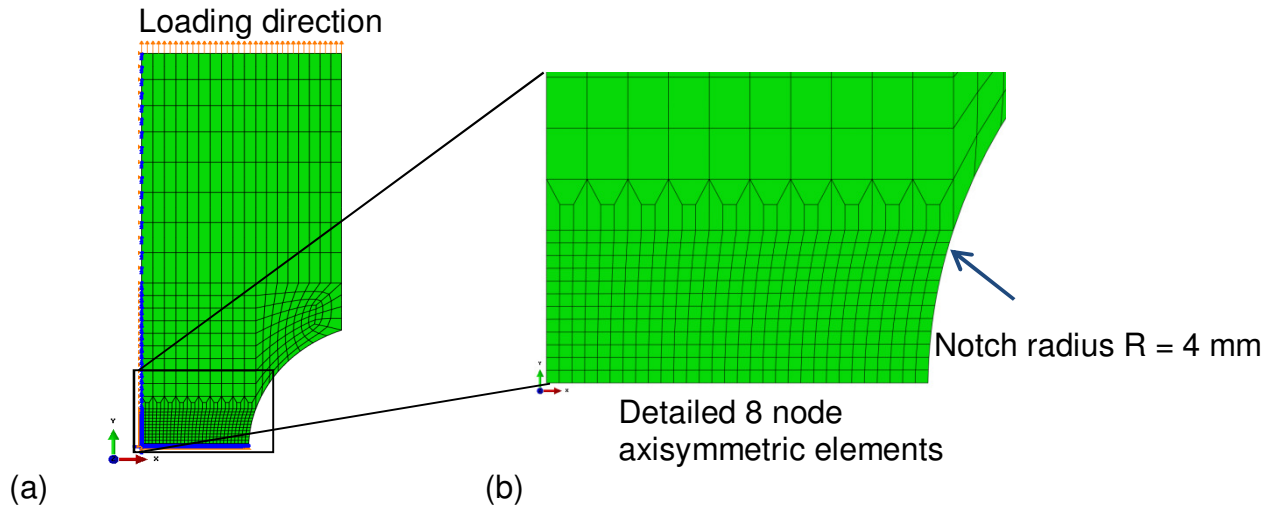 Loading direction
Notch radius R = 4 mm
Y
X
Y
X
Detailed 8 node
axisymmetric elements
(a)
(b)